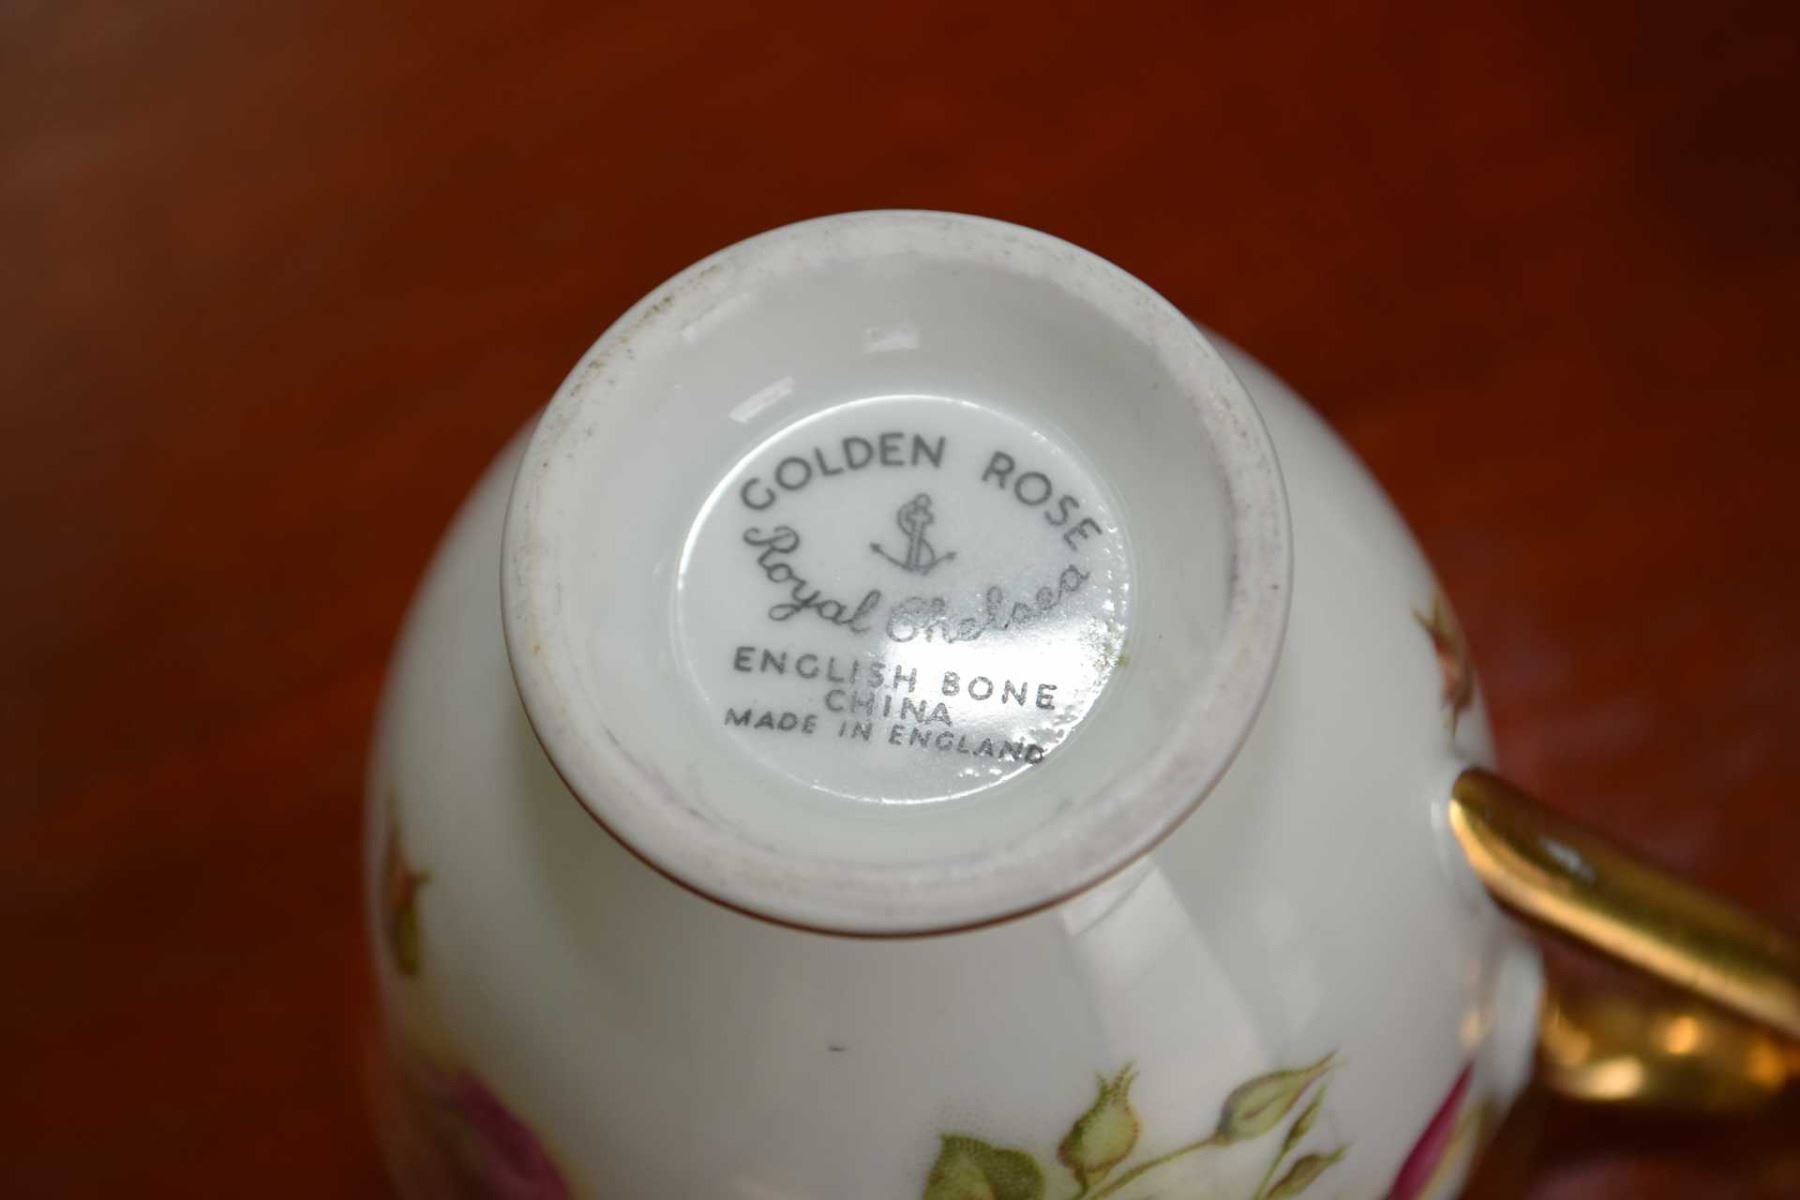 GOLDEN ROSE
Royal Chelsea
ENGLISH BONE
CHINA
MADE IN ENGLAND